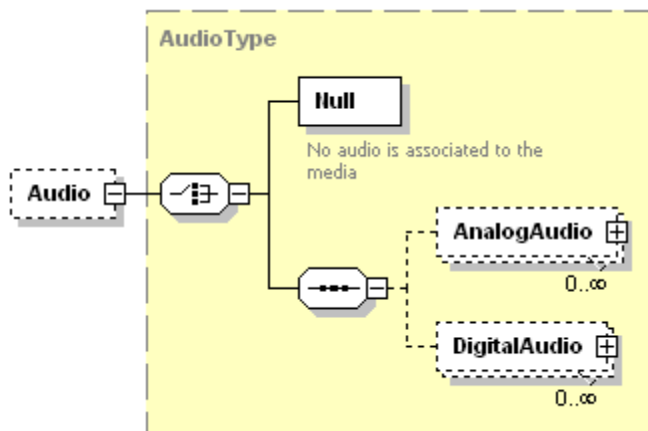 AudioType
Null
No audio is associated to the
media
Audio
AnalogAudio
0..∞
DigitalAudio
0..∞